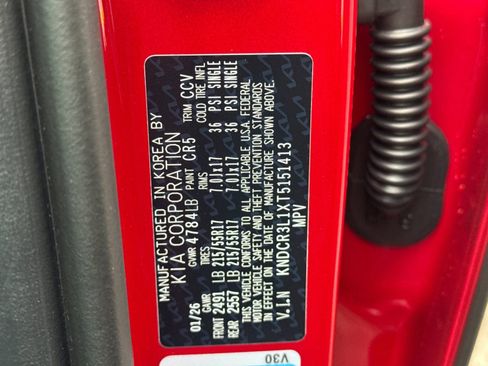 MANUFACTURED IN KOREA BY
KIA CORPORATION
GVWR 4784LB PAINT CR5 TRIM CCV
01/26 GAWR TIRES RIMS COLD TIRE INFL
FRONT 2491 LB 215/55R17 7.0Jx17 36 PSI SINGLE
REAR 2557 LB 215/55R17 7.0Jx17 36 PSI SINGLE
THIS VEHICLE CONFORMS TO ALL APPLICABLE U.S.A. FEDERAL
MOTOR VEHICLE SAFETY AND THEFT PREVENTION STANDARDS
IN EFFECT ON THE DATE OF MANUFACTURE SHOWN ABOVE.
V.I.N KNDCR3L1XT5151413
MPV
V30